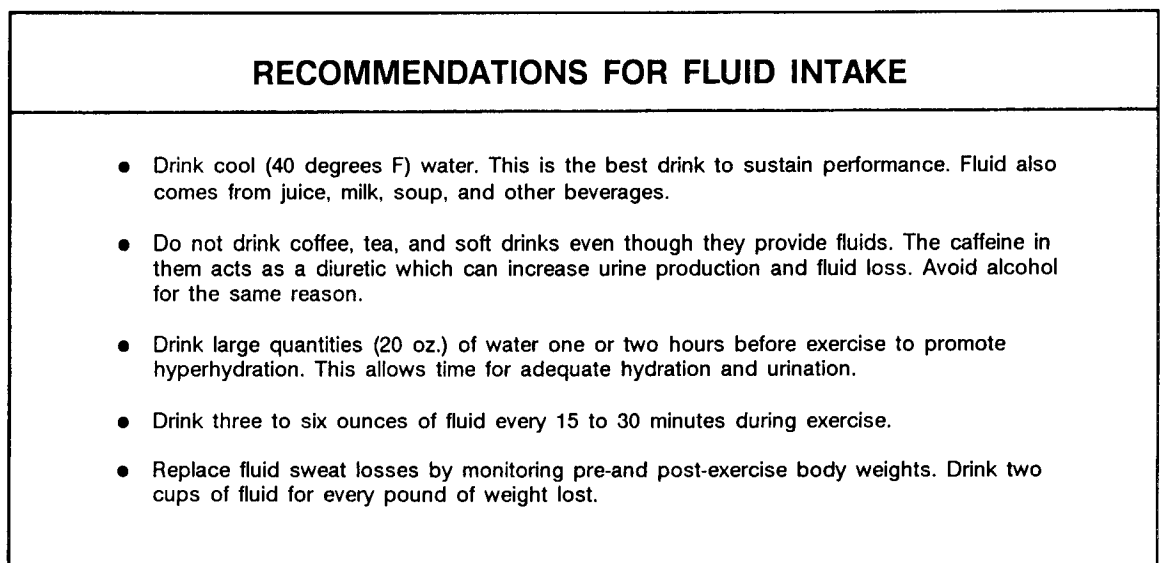 RECOMMENDATIONS FOR FLUID INTAKE
● Drink cool (40 degrees F) water. This is the best drink to sustain performance. Fluid also
comes from juice, milk, soup, and other beverages.
● Do not drink coffee, tea, and soft drinks even though they provide fluids. The caffeine in
them acts as a diuretic which can increase urine production and fluid loss. Avoid alcohol
for the same reason.
● Drink large quantities (20 oz.) of water one or two hours before exercise to promote
hyperhydration. This allows time for adequate hydration and urination.
● Drink three to six ounces of fluid every 15 to 30 minutes during exercise.
● Replace fluid sweat losses by monitoring pre-and post-exercise body weights. Drink two
cups of fluid for every pound of weight lost.